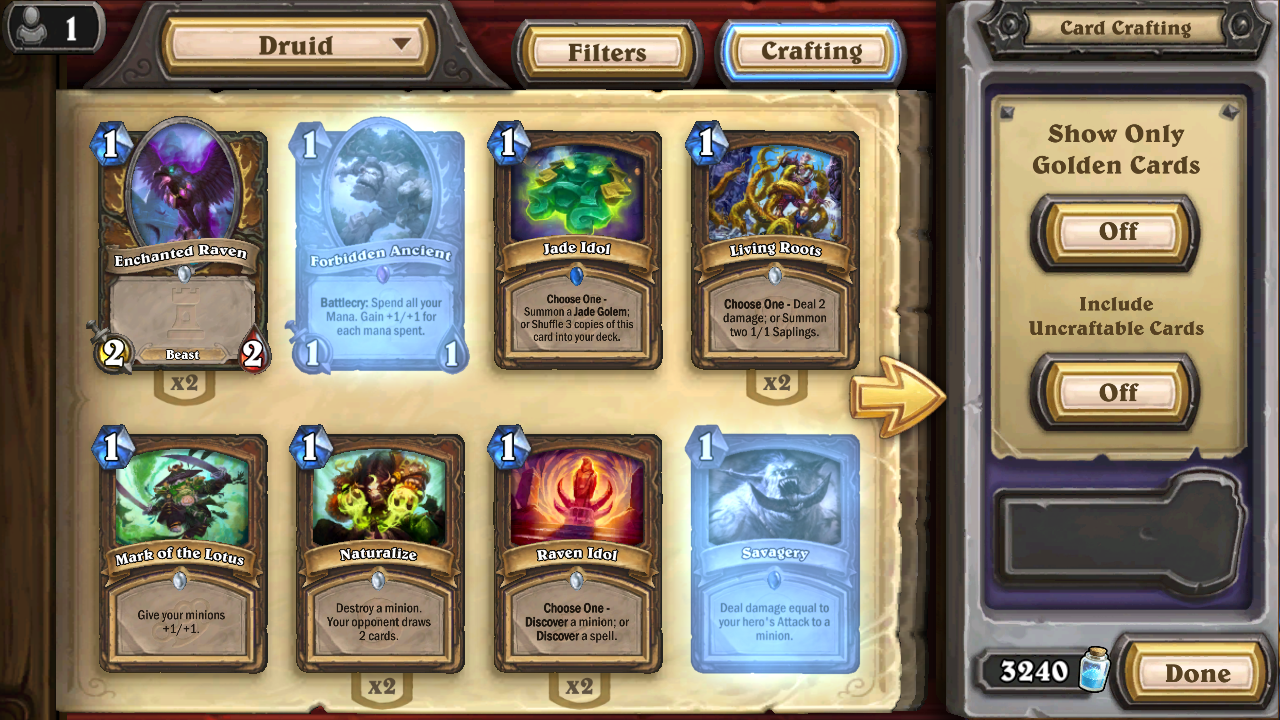 1
Druid
Filters
Crafting
Card Crafting
Show Only
Golden Cards
Off
Include
Uncraftable Cards
Off
1
Enchanted Raven
2
Beast
2
x2
1
Forbidden Ancient
Battlecry: Spend all your
Mana. Gain +1/+1 for
each mana spent.
1
1
1
Jade Idol
Choose One -
Summon a Jade Golem;
or Shuffle 3 copies of this
card into your deck.
1
Living Roots
Choose One - Deal 2
damage; or Summon
two 1/1 Saplings.
x2
1
Mark of the Lotus
Give your minions
+1/+1.
1
Naturalize
Destroy a minion.
Your opponent draws
2 cards.
x2
1
Raven Idol
Choose One -
Discover a minion; or
Discover a spell.
x2
1
Savagery
Deal damage equal to
your hero's Attack to a
minion.
3240
Done